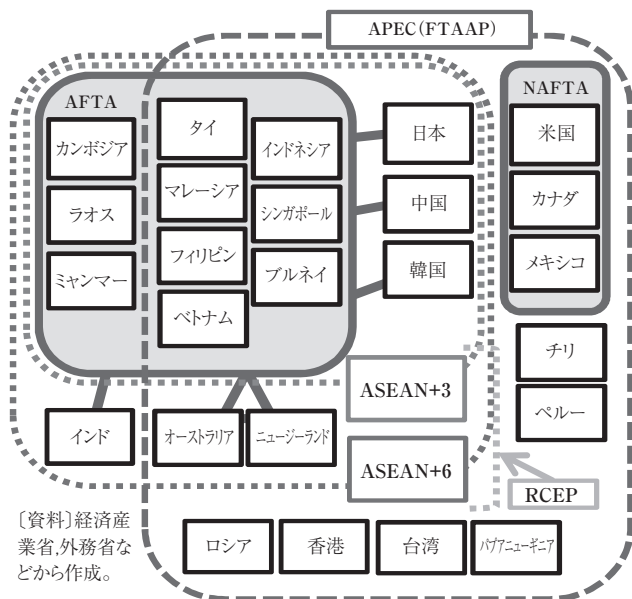 APEC(FTAAP)
AFTA
NAFTA
カンボジア
タイ
インドネシア
日本
米国
ラオス
マレーシア
シンガポール
中国
カナダ
ミャンマー
フィリピン
ブルネイ
韓国
メキシコ
ベトナム
チリ
ASEAN+3
ペルー
インド
オーストラリア
ニュージーランド
ASEAN+6
RCEP
〔資料〕経済産
業省,外務省な
どから作成。
ロシア
香港
台湾
パプアニューギニア